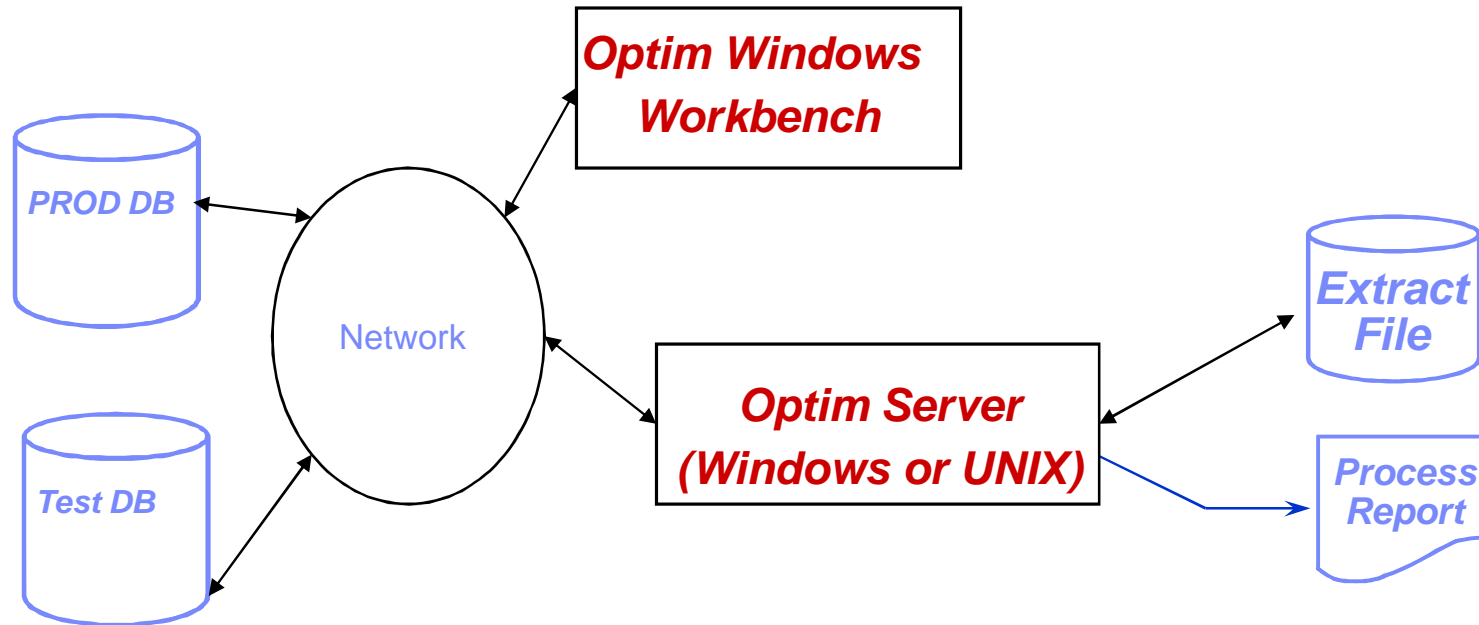 Optim Windows
Workbench
PROD DB
Network
Extract
File
Optim Server
(Windows or UNIX)
Test DB
Process
Report